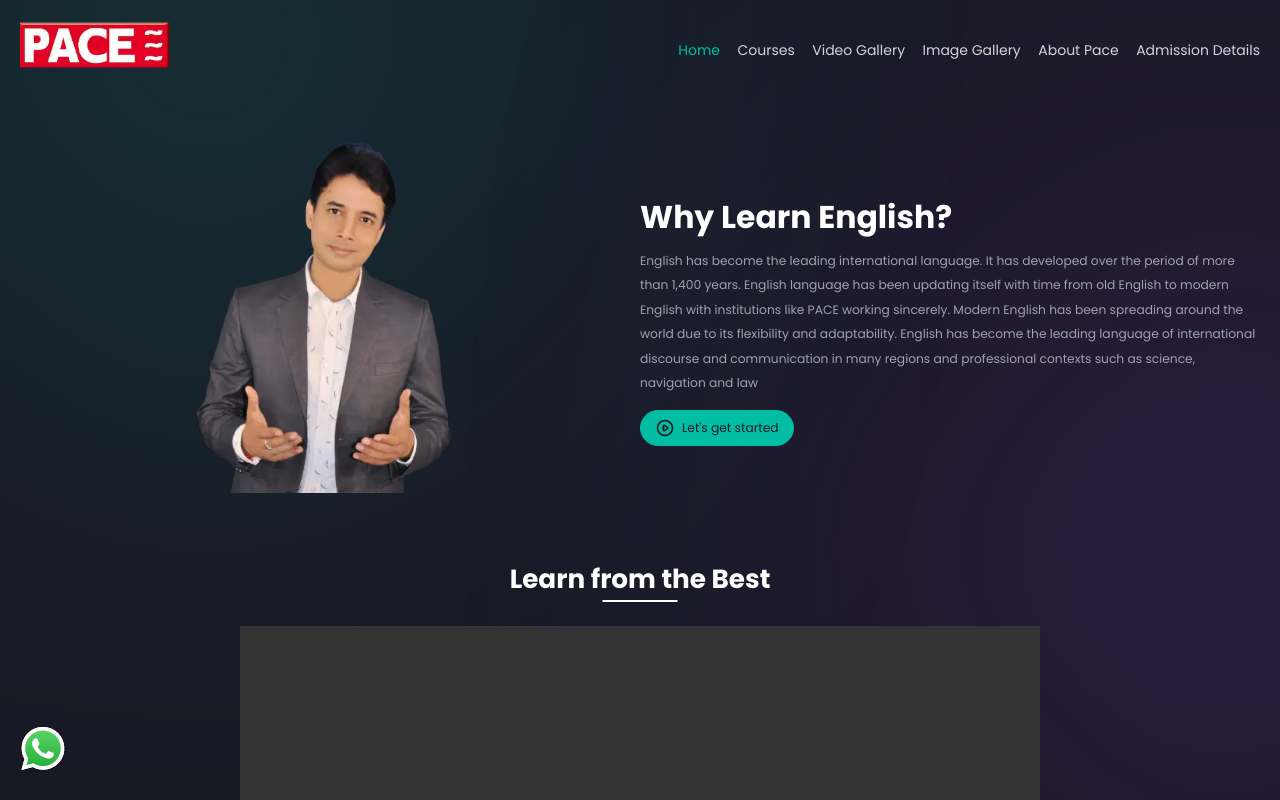 PACE
Home Courses Video Gallery Image Gallery About Pace Admission Details
Why Learn English?
English has become the leading international language. It has developed over the period of more
than 1,400 years. English language has been updating itself with time from old English to modern
English with institutions like PACE working sincerely. Modern English has been spreading around the
world due to its flexibility and adaptability. English has become the leading language of international
discourse and communication in many regions and professional contexts such as science,
navigation and law
Let's get started
Learn from the Best